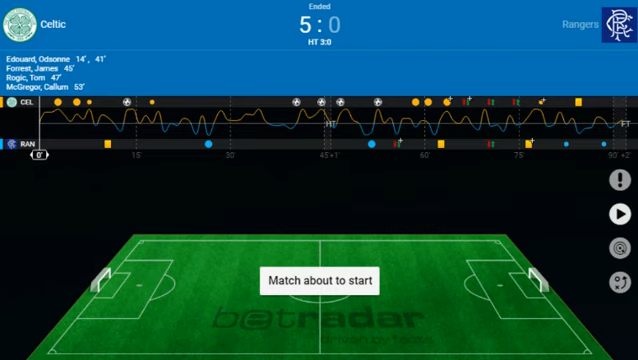 Ended
Celtic
5:0
Rangers
HT 3:0
Edouard, Odsonne 14', 41'
Forrest, James 45'
Rogic, Tom 47'
McGregor, Callum 53'
CEL
HT
FT
RAN
0'
15'
30'
45'+1'
60'
75'
90'+2'
Match about to start
betradar